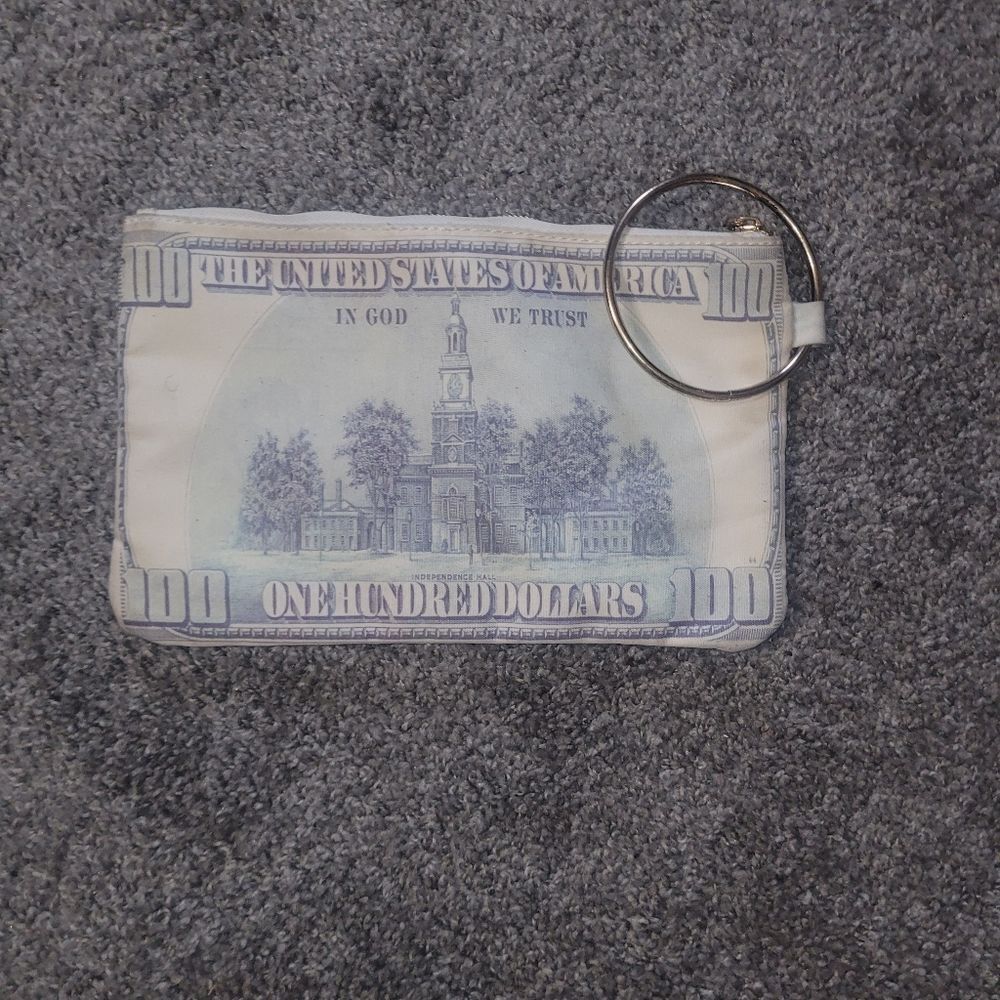 100 THE UNITED STATES OF AMERICA 100
IN GOD WE TRUST
INDEPENDENCE HALL
100 ONE HUNDRED DOLLARS 100